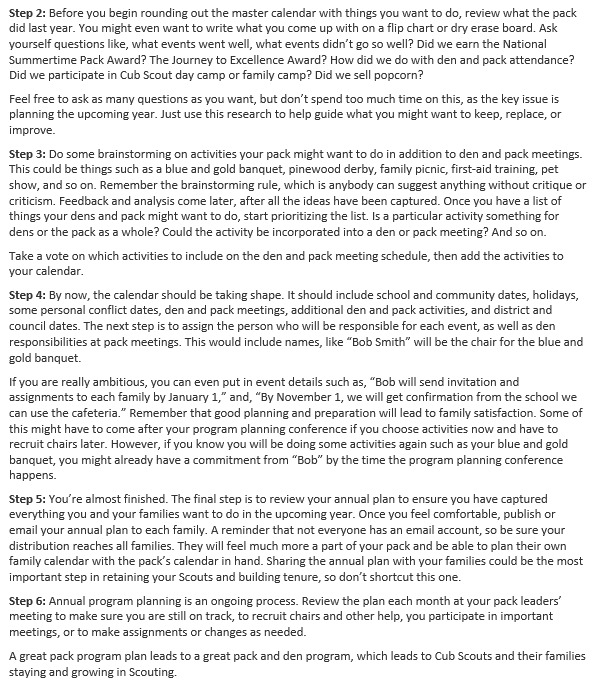 Step 2: Before you begin rounding out the master calendar with things you want to do, review what the pack
did last year. You might even want to write what you come up with on a flip chart or dry erase board. Ask
yourself questions like, what events went well, what events didn’t go so well? Did we earn the National
Summertime Pack Award? The Journey to Excellence Award? How did we do with den and pack attendance?
Did we participate in Cub Scout day camp or family camp? Did we sell popcorn?
Feel free to ask as many questions as you want, but don’t spend too much time on this, as the key issue is
planning the upcoming year. Just use this research to help guide what you might want to keep, replace, or
improve.
Step 3: Do some brainstorming on activities your pack might want to do in addition to den and pack meetings.
This could be things such as a blue and gold banquet, pinewood derby, family picnic, first-aid training, pet
show, and so on. Remember the brainstorming rule, which is anybody can suggest anything without critique or
criticism. Feedback and analysis come later, after all the ideas have been captured. Once you have a list of
things your dens and pack might want to do, start prioritizing the list. Is a particular activity something for
dens or the pack as a whole? Could the activity be incorporated into a den or pack meeting? And so on.
Take a vote on which activities to include on the den and pack meeting schedule, then add the activities to
your calendar.
Step 4: By now, the calendar should be taking shape. It should include school and community dates, holidays,
some personal conflict dates, den and pack meetings, additional den and pack activities, and district and
council dates. The next step is to assign the person who will be responsible for each event, as well as den
responsibilities at pack meetings. This would include names, like “Bob Smith” will be the chair for the blue and
gold banquet.
If you are really ambitious, you can even put in event details such as, “Bob will send invitation and
assignments to each family by January 1,” and, “By November 1, we will get confirmation from the school we
can use the cafeteria.” Remember that good planning and preparation will lead to family satisfaction. Some of
this might have to come after your program planning conference if you choose activities now and have to
recruit chairs later. However, if you know you will be doing some activities again such as your blue and gold
banquet, you might already have a commitment from “Bob” by the time the program planning conference
happens.
Step 5: You’re almost finished. The final step is to review your annual plan to ensure you have captured
everything you and your families want to do in the upcoming year. Once you feel comfortable, publish or
email your annual plan to each family. A reminder that not everyone has an email account, so be sure your
distribution reaches all families. They will feel much more a part of your pack and be able to plan their own
family calendar with the pack’s calendar in hand. Sharing the annual plan with your families could be the most
important step in retaining your Scouts and building tenure, so don’t shortcut this one.
Step 6: Annual program planning is an ongoing process. Review the plan each month at your pack leaders’
meeting to make sure you are still on track, to recruit chairs and other help, you participate in important
meetings, or to make assignments or changes as needed.
A great pack program plan leads to a great pack and den program, which leads to Cub Scouts and their families
staying and growing in Scouting.